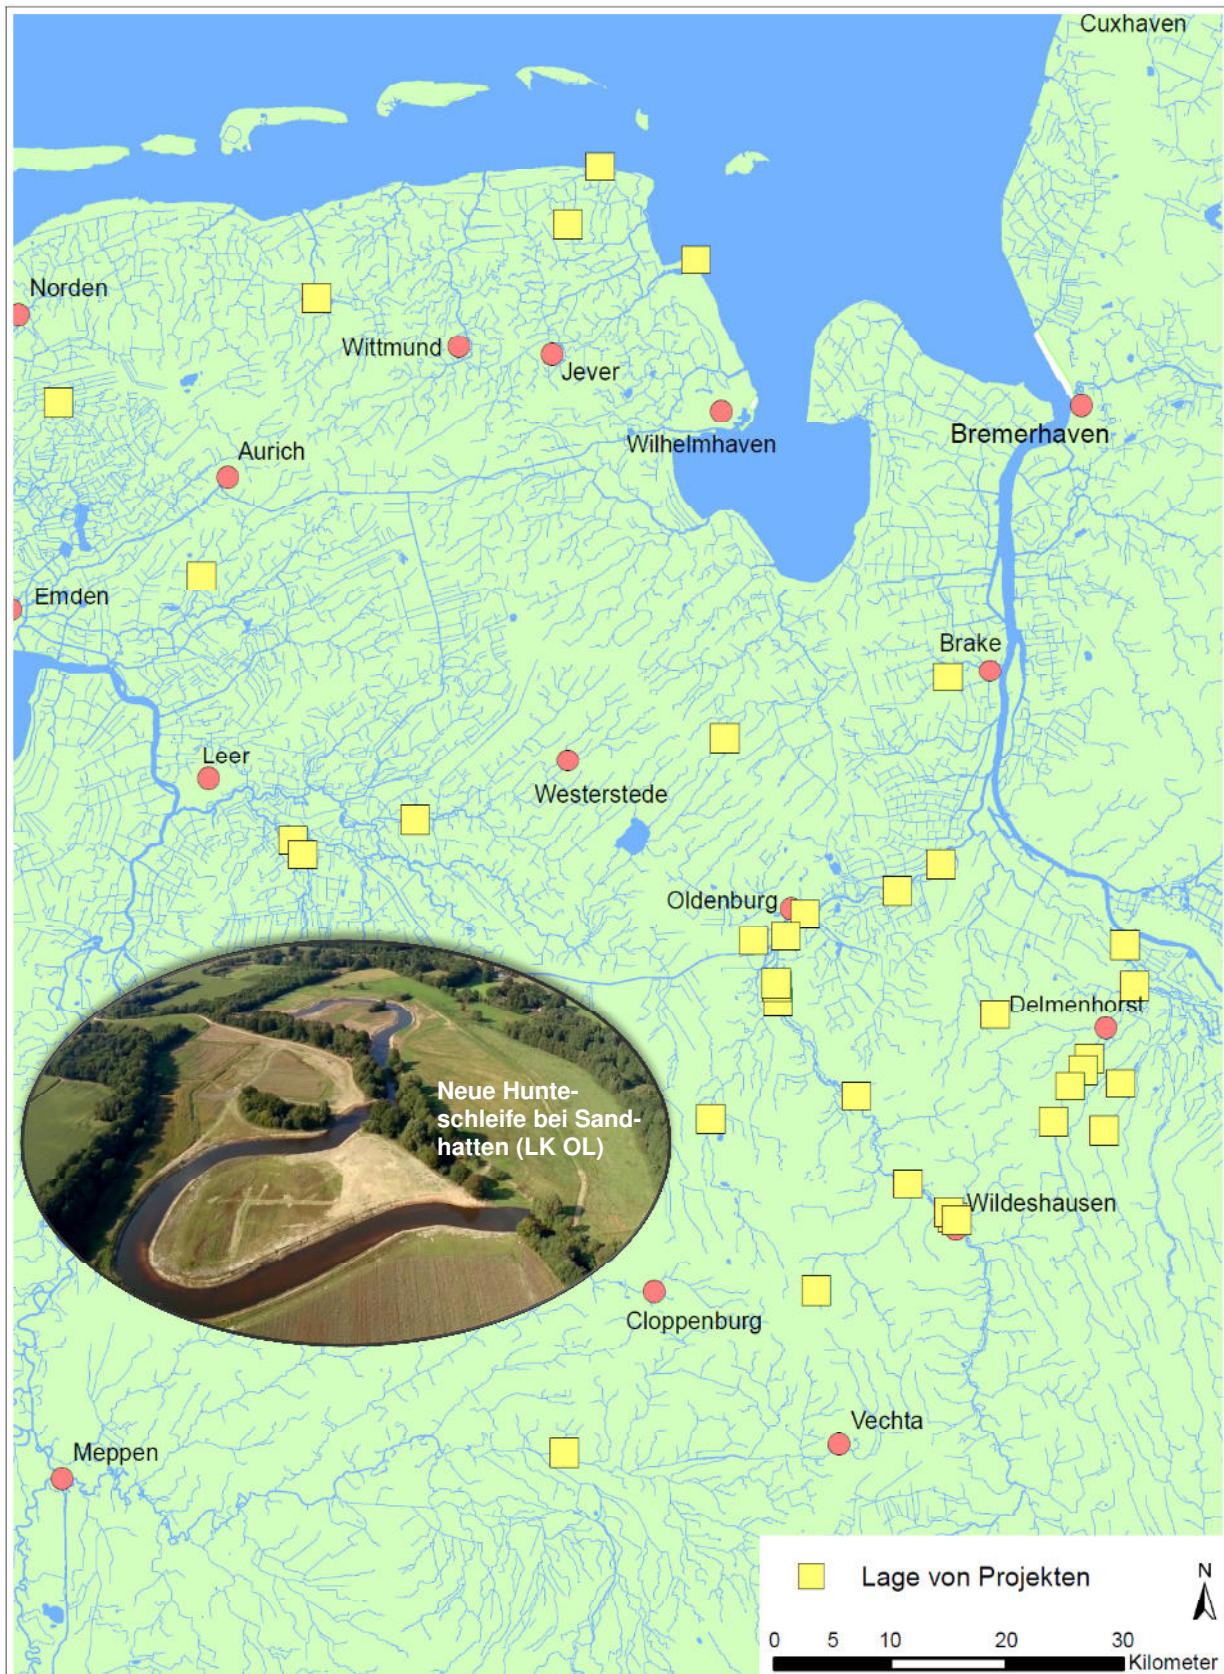 Cuxhaven
Norden
Wittmund
Jever
Wilhelmhaven
Bremerhaven
Aurich
Emden
Brake
Leer
Westerstede
Oldenburg
Delmenhorst
Neue Hunte-
schleife bei Sand-
hatten (LK OL)
Wildeshausen
Cloppenburg
Vechta
Meppen
Lage von Projekten
N
0 5 10 20 30
Kilometer